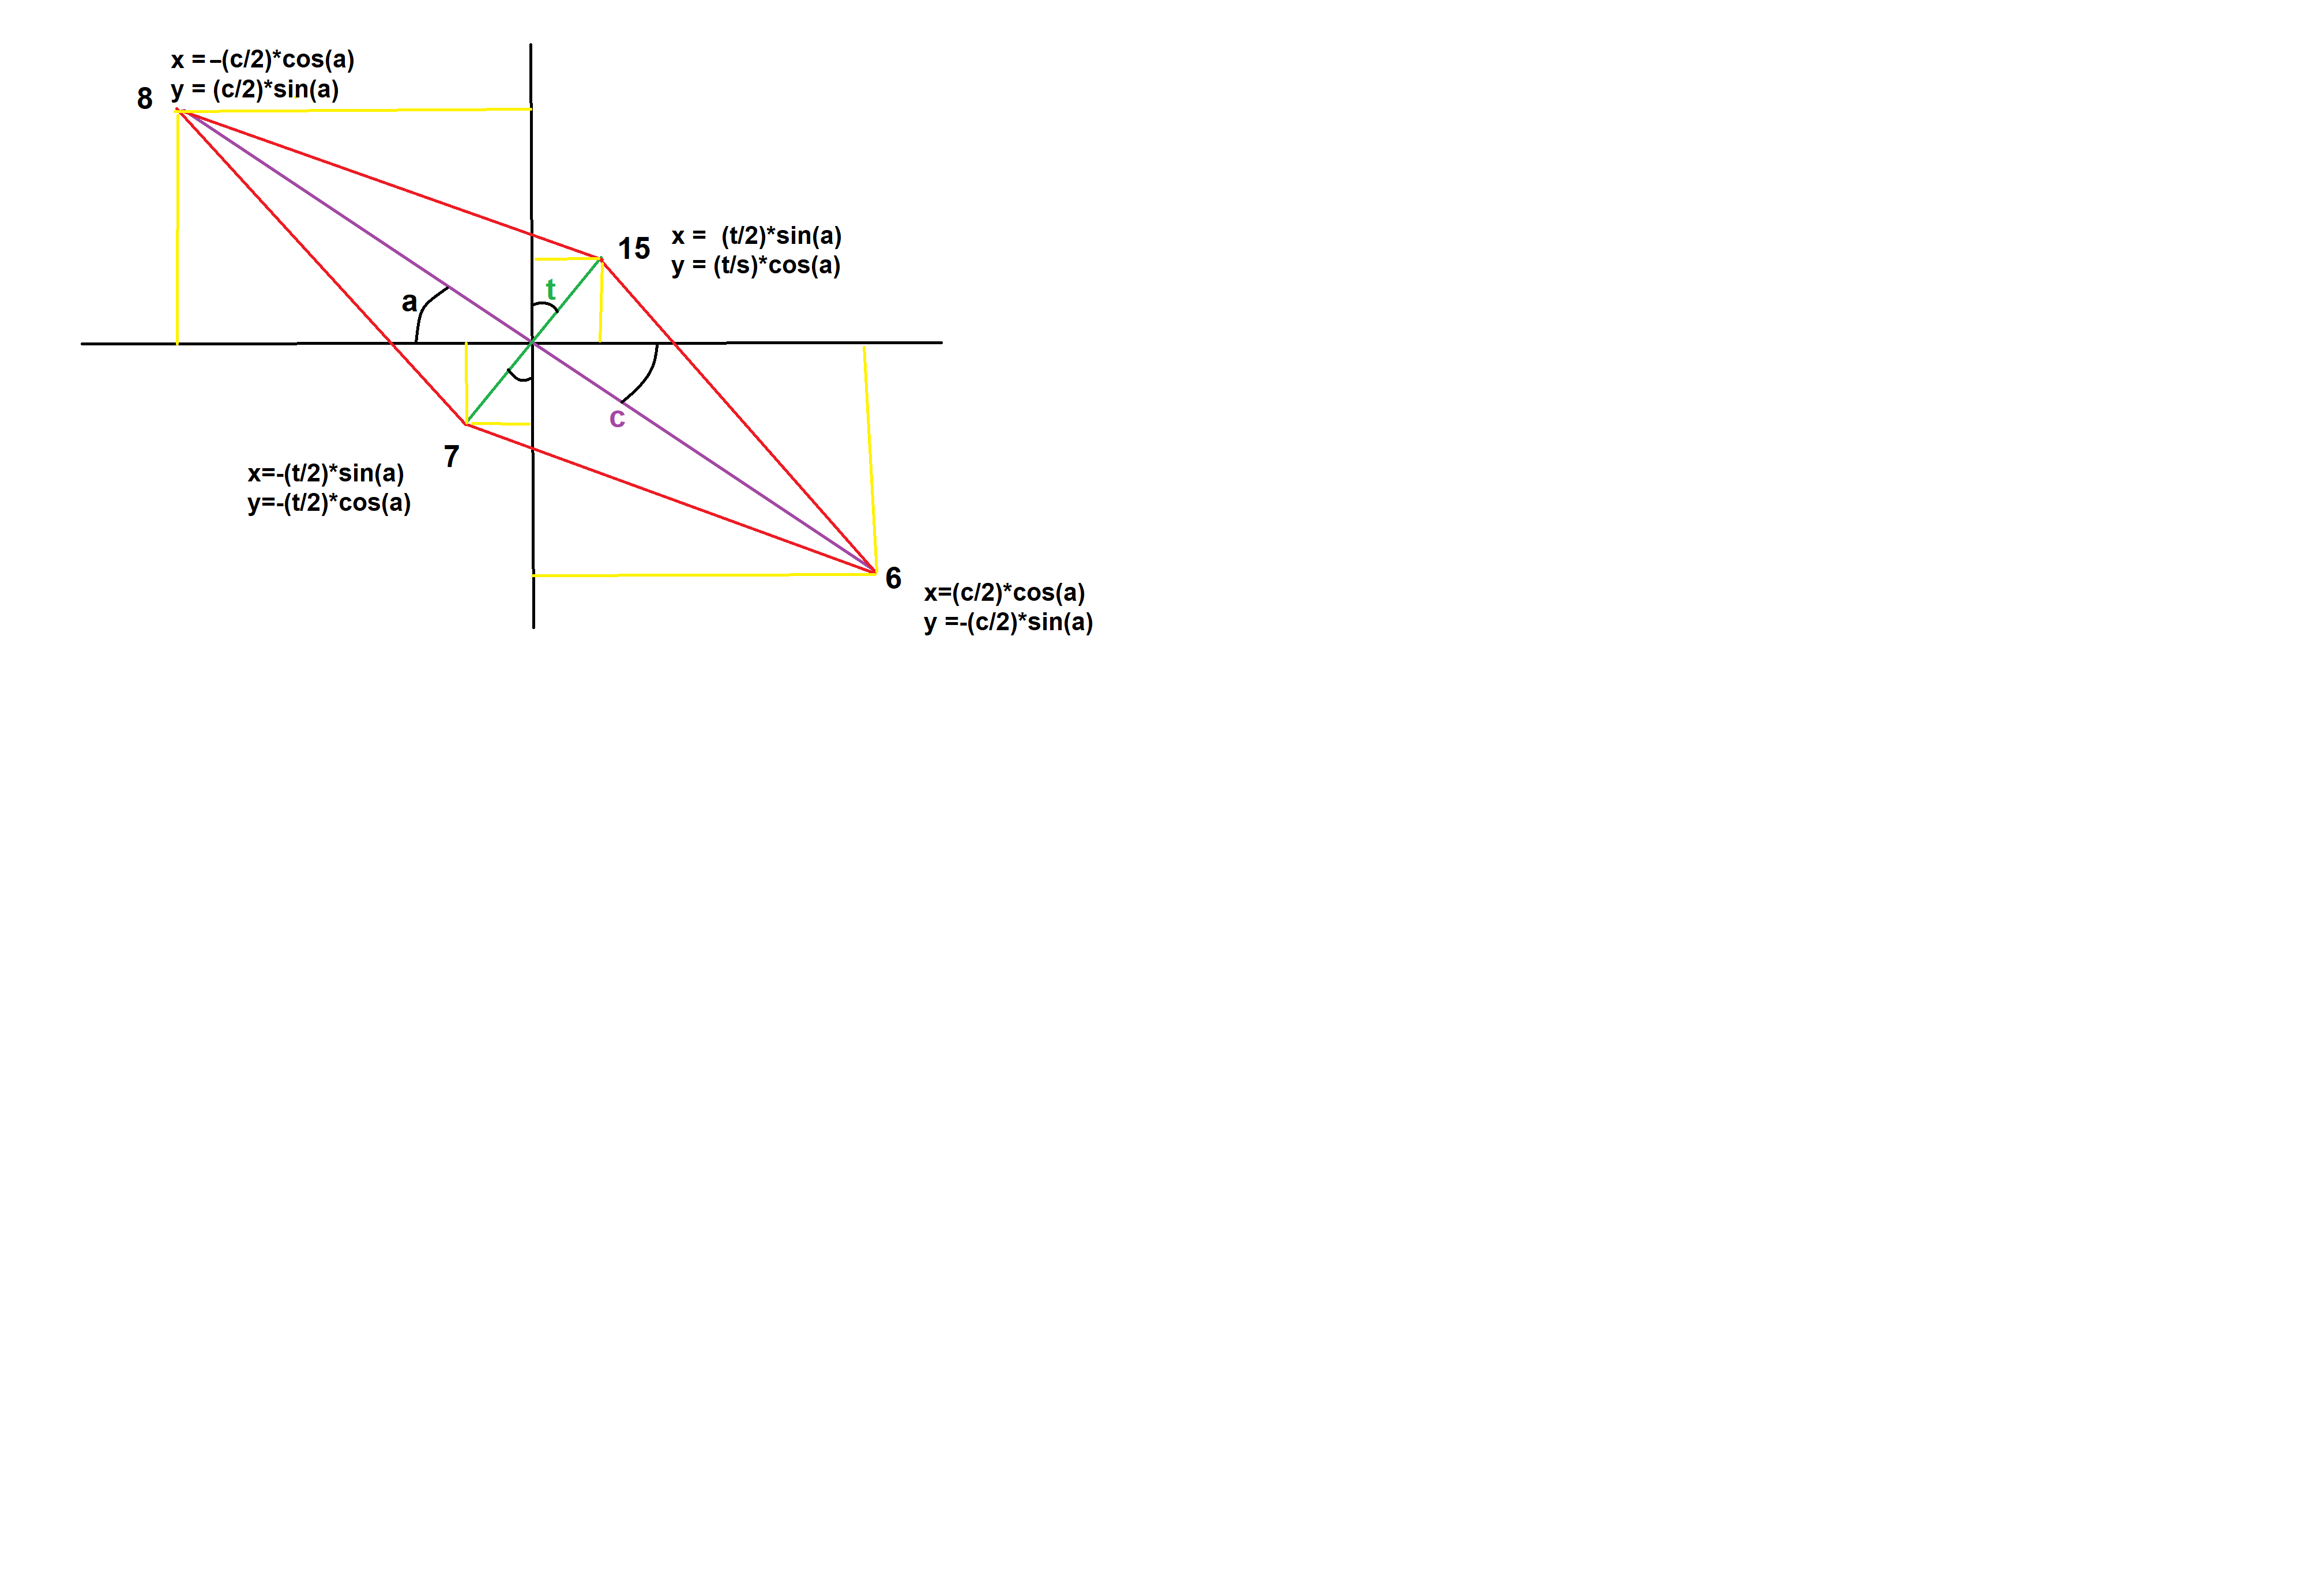 x = –(c/2)*cos(a)
y = (c/2)*sin(a)
8
x = (t/2)*sin(a)
15
y = (t/s)*cos(a)
t
a
c
7
x=-(t/2)*sin(a)
y=-(t/2)*cos(a)
6
x=(c/2)*cos(a)
y =-(c/2)*sin(a)